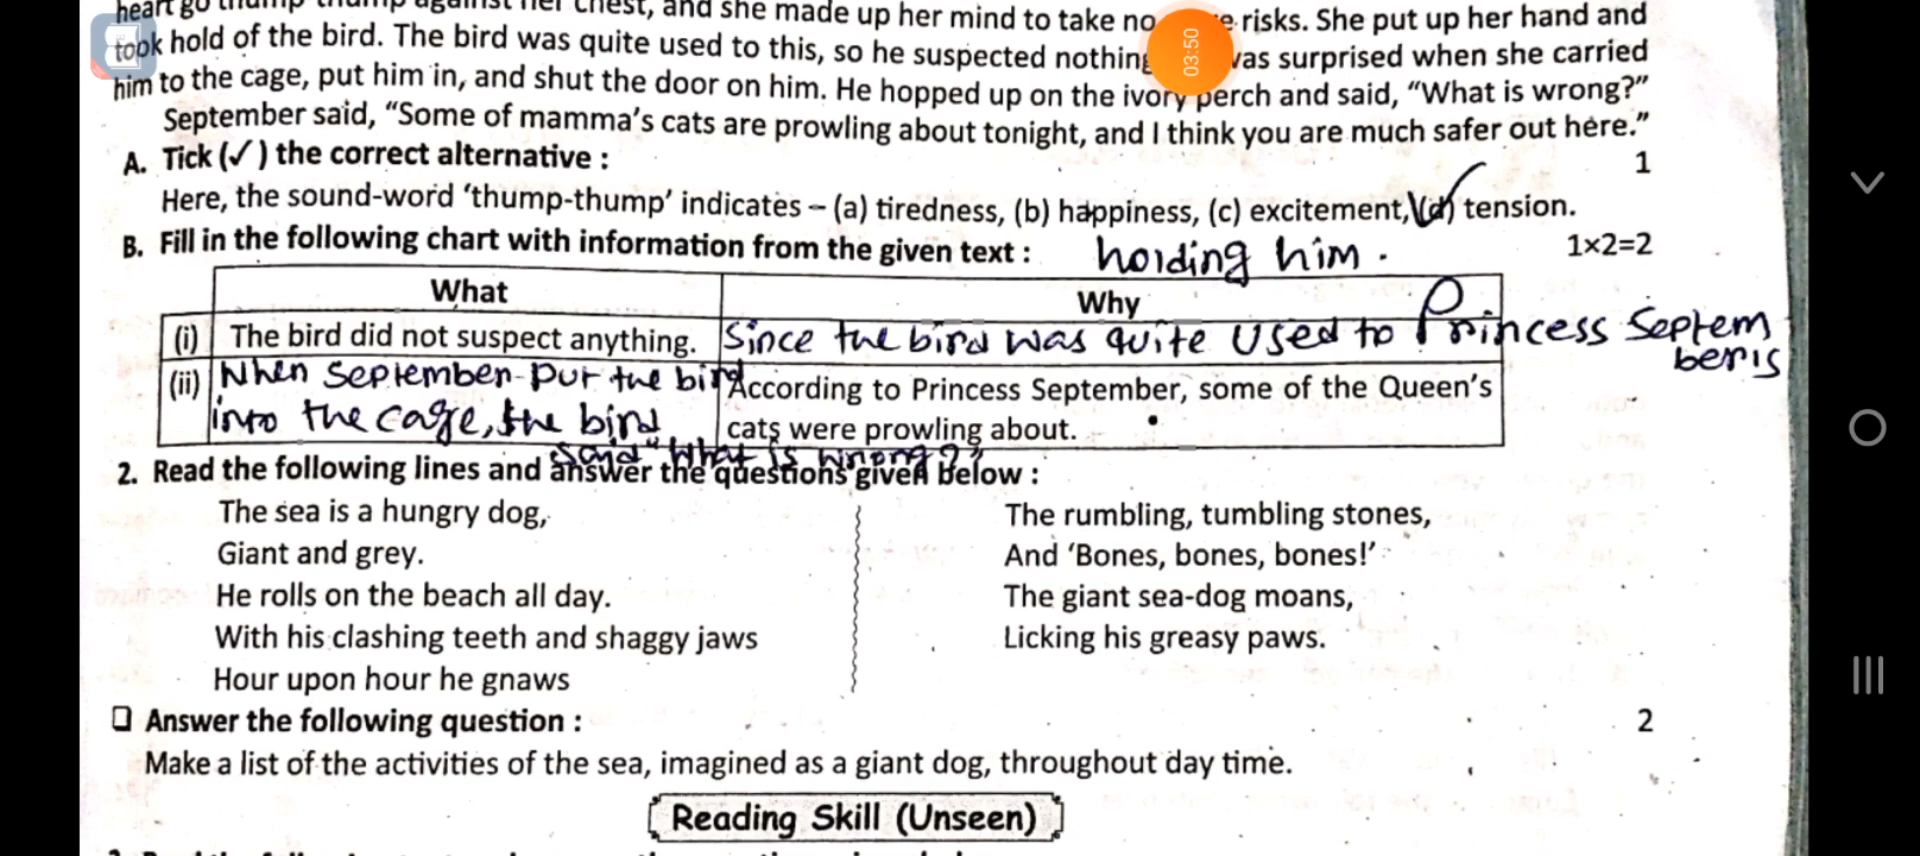 heart go thump-thump against her chest, and she made up her mind to take no risks. She put up her hand and
took hold of the bird. The bird was quite used to this, so he suspected nothing was surprised when she carried
him to the cage, put him in, and shut the door on him. He hopped up on the ivory perch and said, “What is wrong?”
September said, “Some of mamma’s cats are prowling about tonight, and I think you are much safer out here.”
03:50
A. Tick (✓) the correct alternative : 1
Here, the sound-word ‘thump-thump’ indicates – (a) tiredness, (b) happiness, (c) excitement, (d) tension.
B. Fill in the following chart with information from the given text : 1×2=2
holding him.
What Why
(i) The bird did not suspect anything. Since the bird was quite used to Princess Septem
beris
(ii) When September put the bird According to Princess September, some of the Queen’s
into the cage, the bird cats were prowling about.
said "What is wrong?"
2. Read the following lines and answer the questions given below :
The sea is a hungry dog,
Giant and grey.
He rolls on the beach all day.
With his clashing teeth and shaggy jaws
Hour upon hour he gnaws
The rumbling, tumbling stones,
And ‘Bones, bones, bones!’
The giant sea-dog moans,
Licking his greasy paws.
❑ Answer the following question : 2
Make a list of the activities of the sea, imagined as a giant dog, throughout day time.
Reading Skill (Unseen)